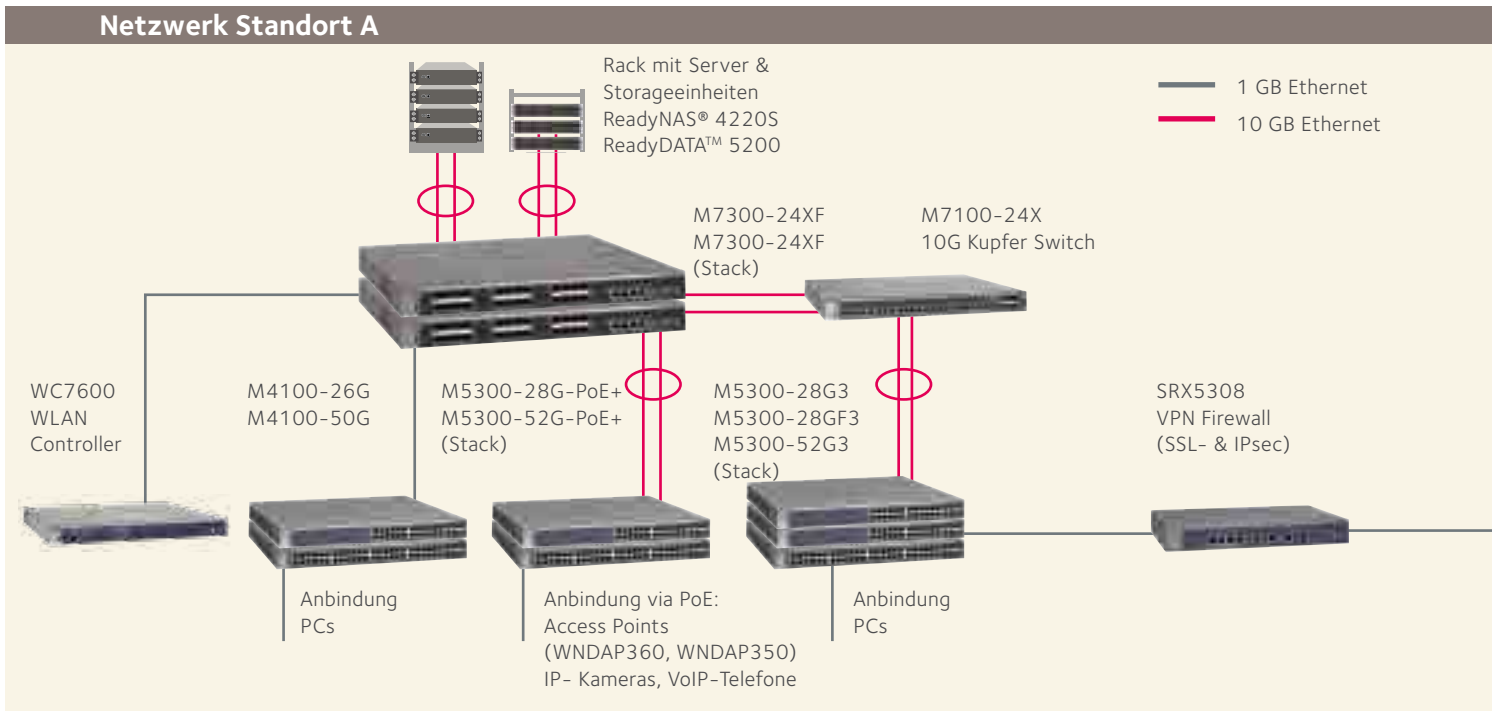 Netzwerk Standort A
Rack mit Server &
Storageeinheiten
ReadyNAS® 4220S
ReadyDATA™ 5200
1 GB Ethernet
10 GB Ethernet
M7300-24XF
M7300-24XF
(Stack)
M7100-24X
10G Kupfer Switch
WC7600
WLAN
Controller
M4100-26G
M4100-50G
M5300-28G-PoE+
M5300-52G-PoE+
(Stack)
M5300-28G3
M5300-28GF3
M5300-52G3
(Stack)
SRX5308
VPN Firewall
(SSL- & IPsec)
Anbindung
PCs
Anbindung via PoE:
Access Points
(WNDAP360, WNDAP350)
IP- Kameras, VoIP-Telefone
Anbindung
PCs